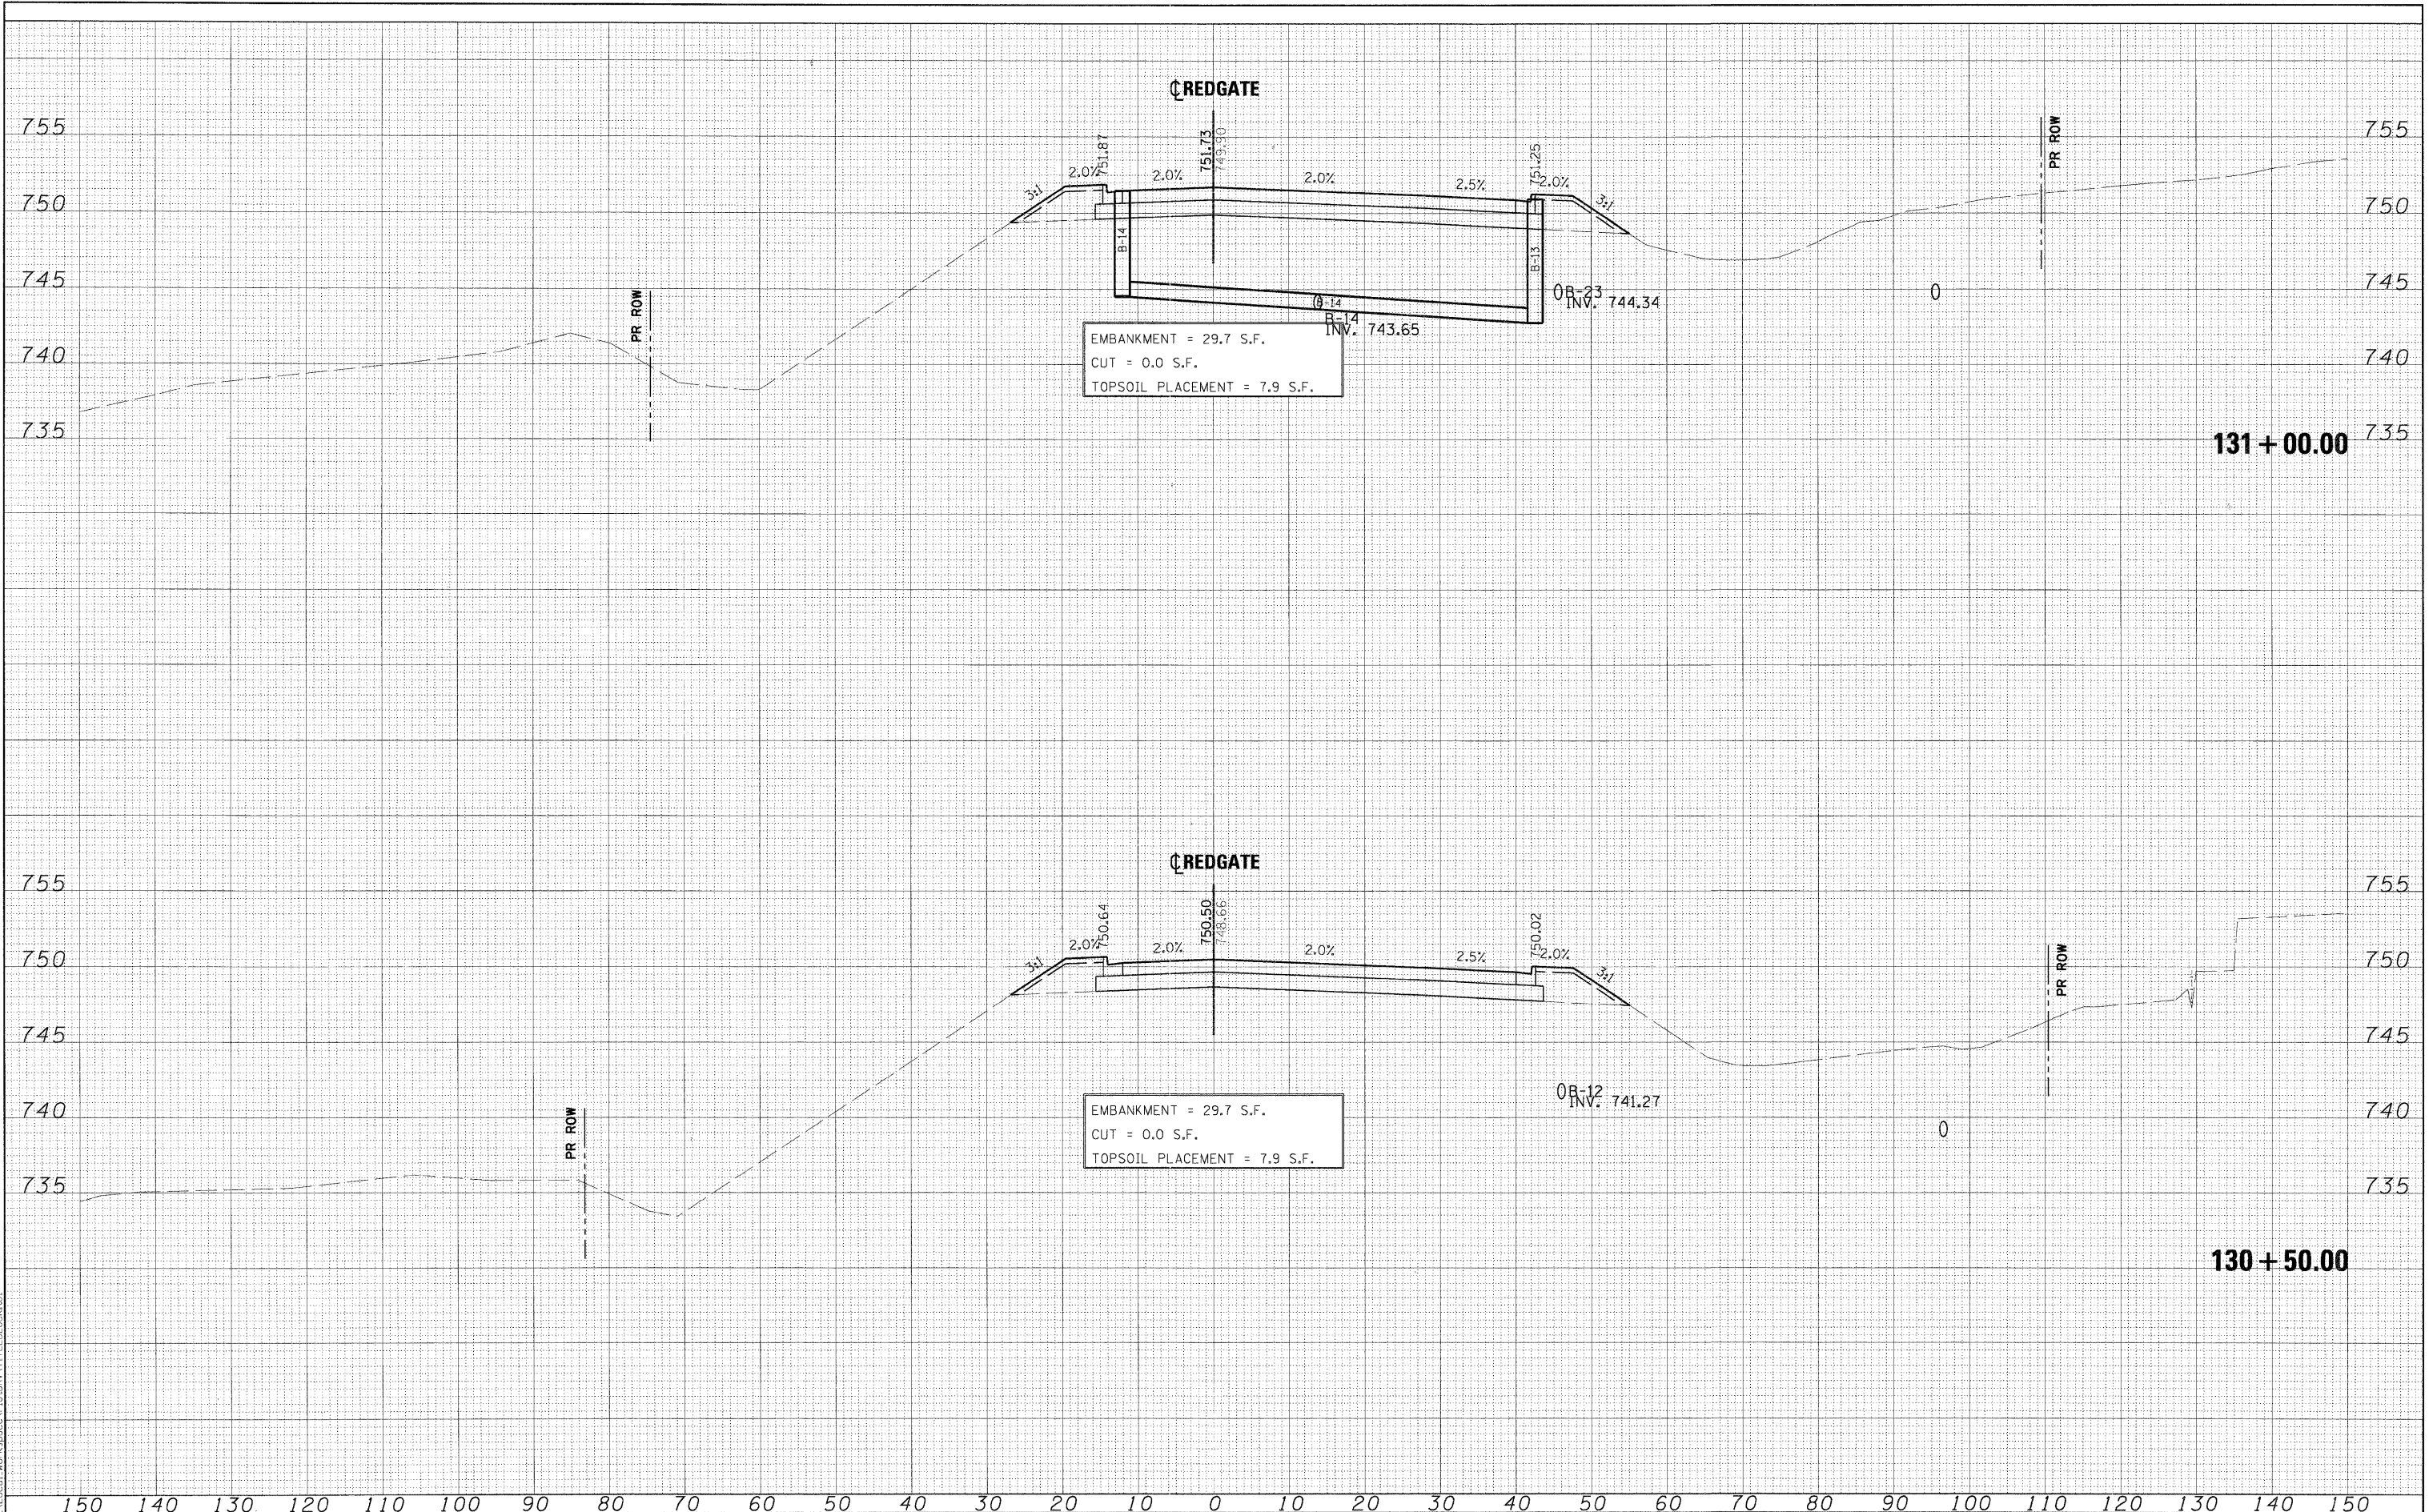 ℄ REDGATE
755
755
PR ROW
751.87
751.73
749.90
751.25
3:1
2.0%
2.0%
2.0%
2.5%
2.0%
3:1
750
750
B-14
B-13
745
745
PR ROW
B-23
INV. 744.34
B-14
B-14
INV. 743.65
EMBANKMENT = 29.7 S.F.
CUT = 0.0 S.F.
TOPSOIL PLACEMENT = 7.9 S.F.
740
740
735
735
131 + 00.00
℄ REDGATE
755
755
750.64
750.50
748.66
750.02
3:1
2.0%
2.0%
2.0%
2.5%
2.0%
3:1
750
750
PR ROW
745
745
B-12
INV. 741.27
EMBANKMENT = 29.7 S.F.
CUT = 0.0 S.F.
TOPSOIL PLACEMENT = 7.9 S.F.
740
740
PR ROW
735
735
130 + 50.00
150 140 130 120 110 100 90 80 70 60 50 40 30 20 10 0 10 20 30 40 50 60 70 80 90 100 110 120 130 140 150